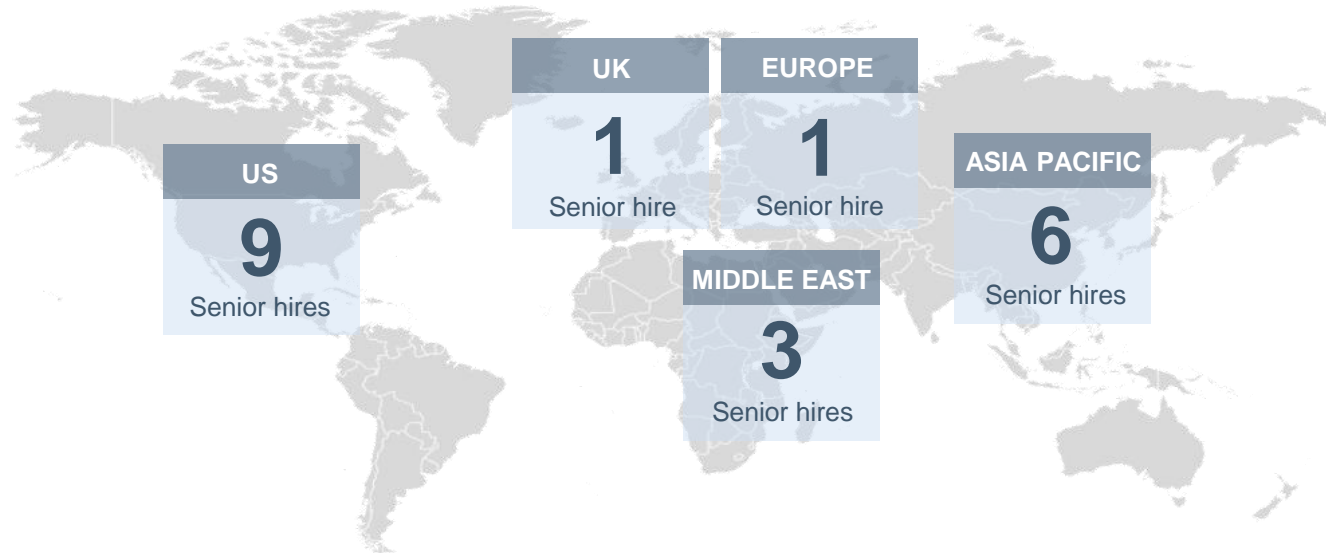 UK
1
Senior hire
EUROPE
1
Senior hire
US
9
Senior hires
ASIA PACIFIC
6
Senior hires
MIDDLE EAST
3
Senior hires